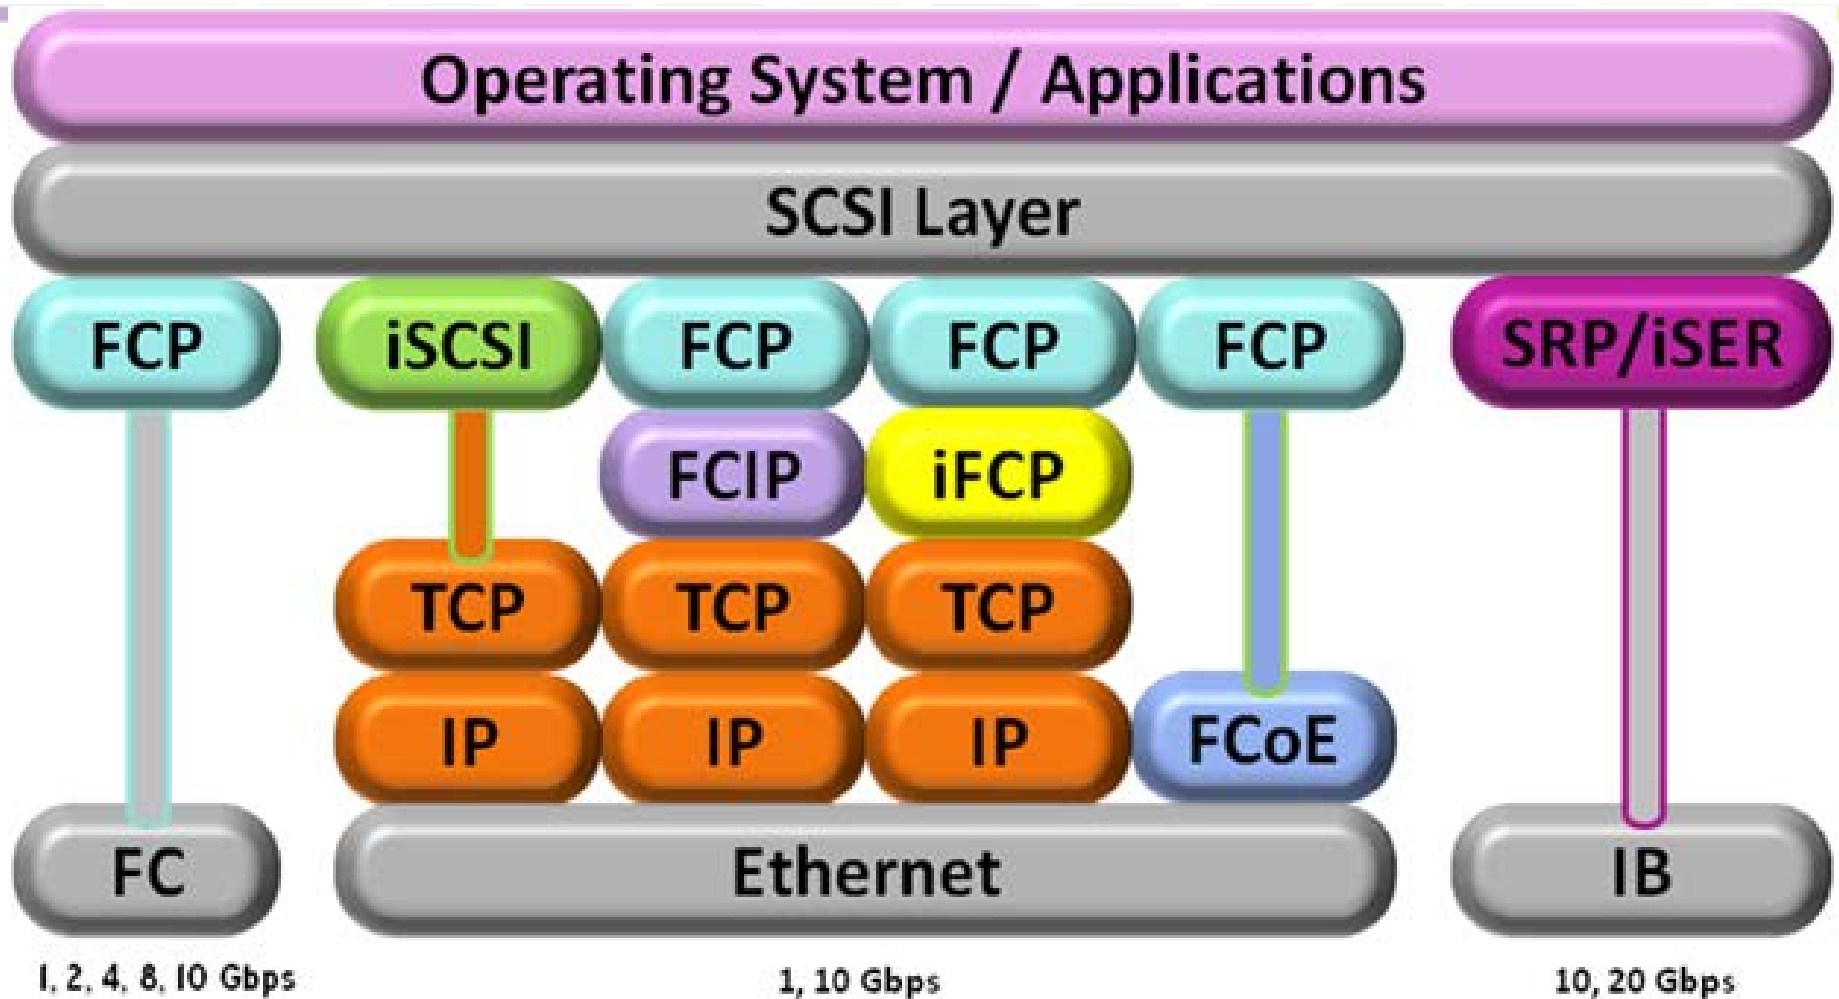 Operating System / Applications
SCSI Layer
FCP iSCSI FCP FCP FCP SRP/iSER
FCIP iFCP
TCP TCP TCP
IP IP IP FCoE
FC Ethernet IB
1, 2, 4, 8, 10 Gbps 1, 10 Gbps 10, 20 Gbps